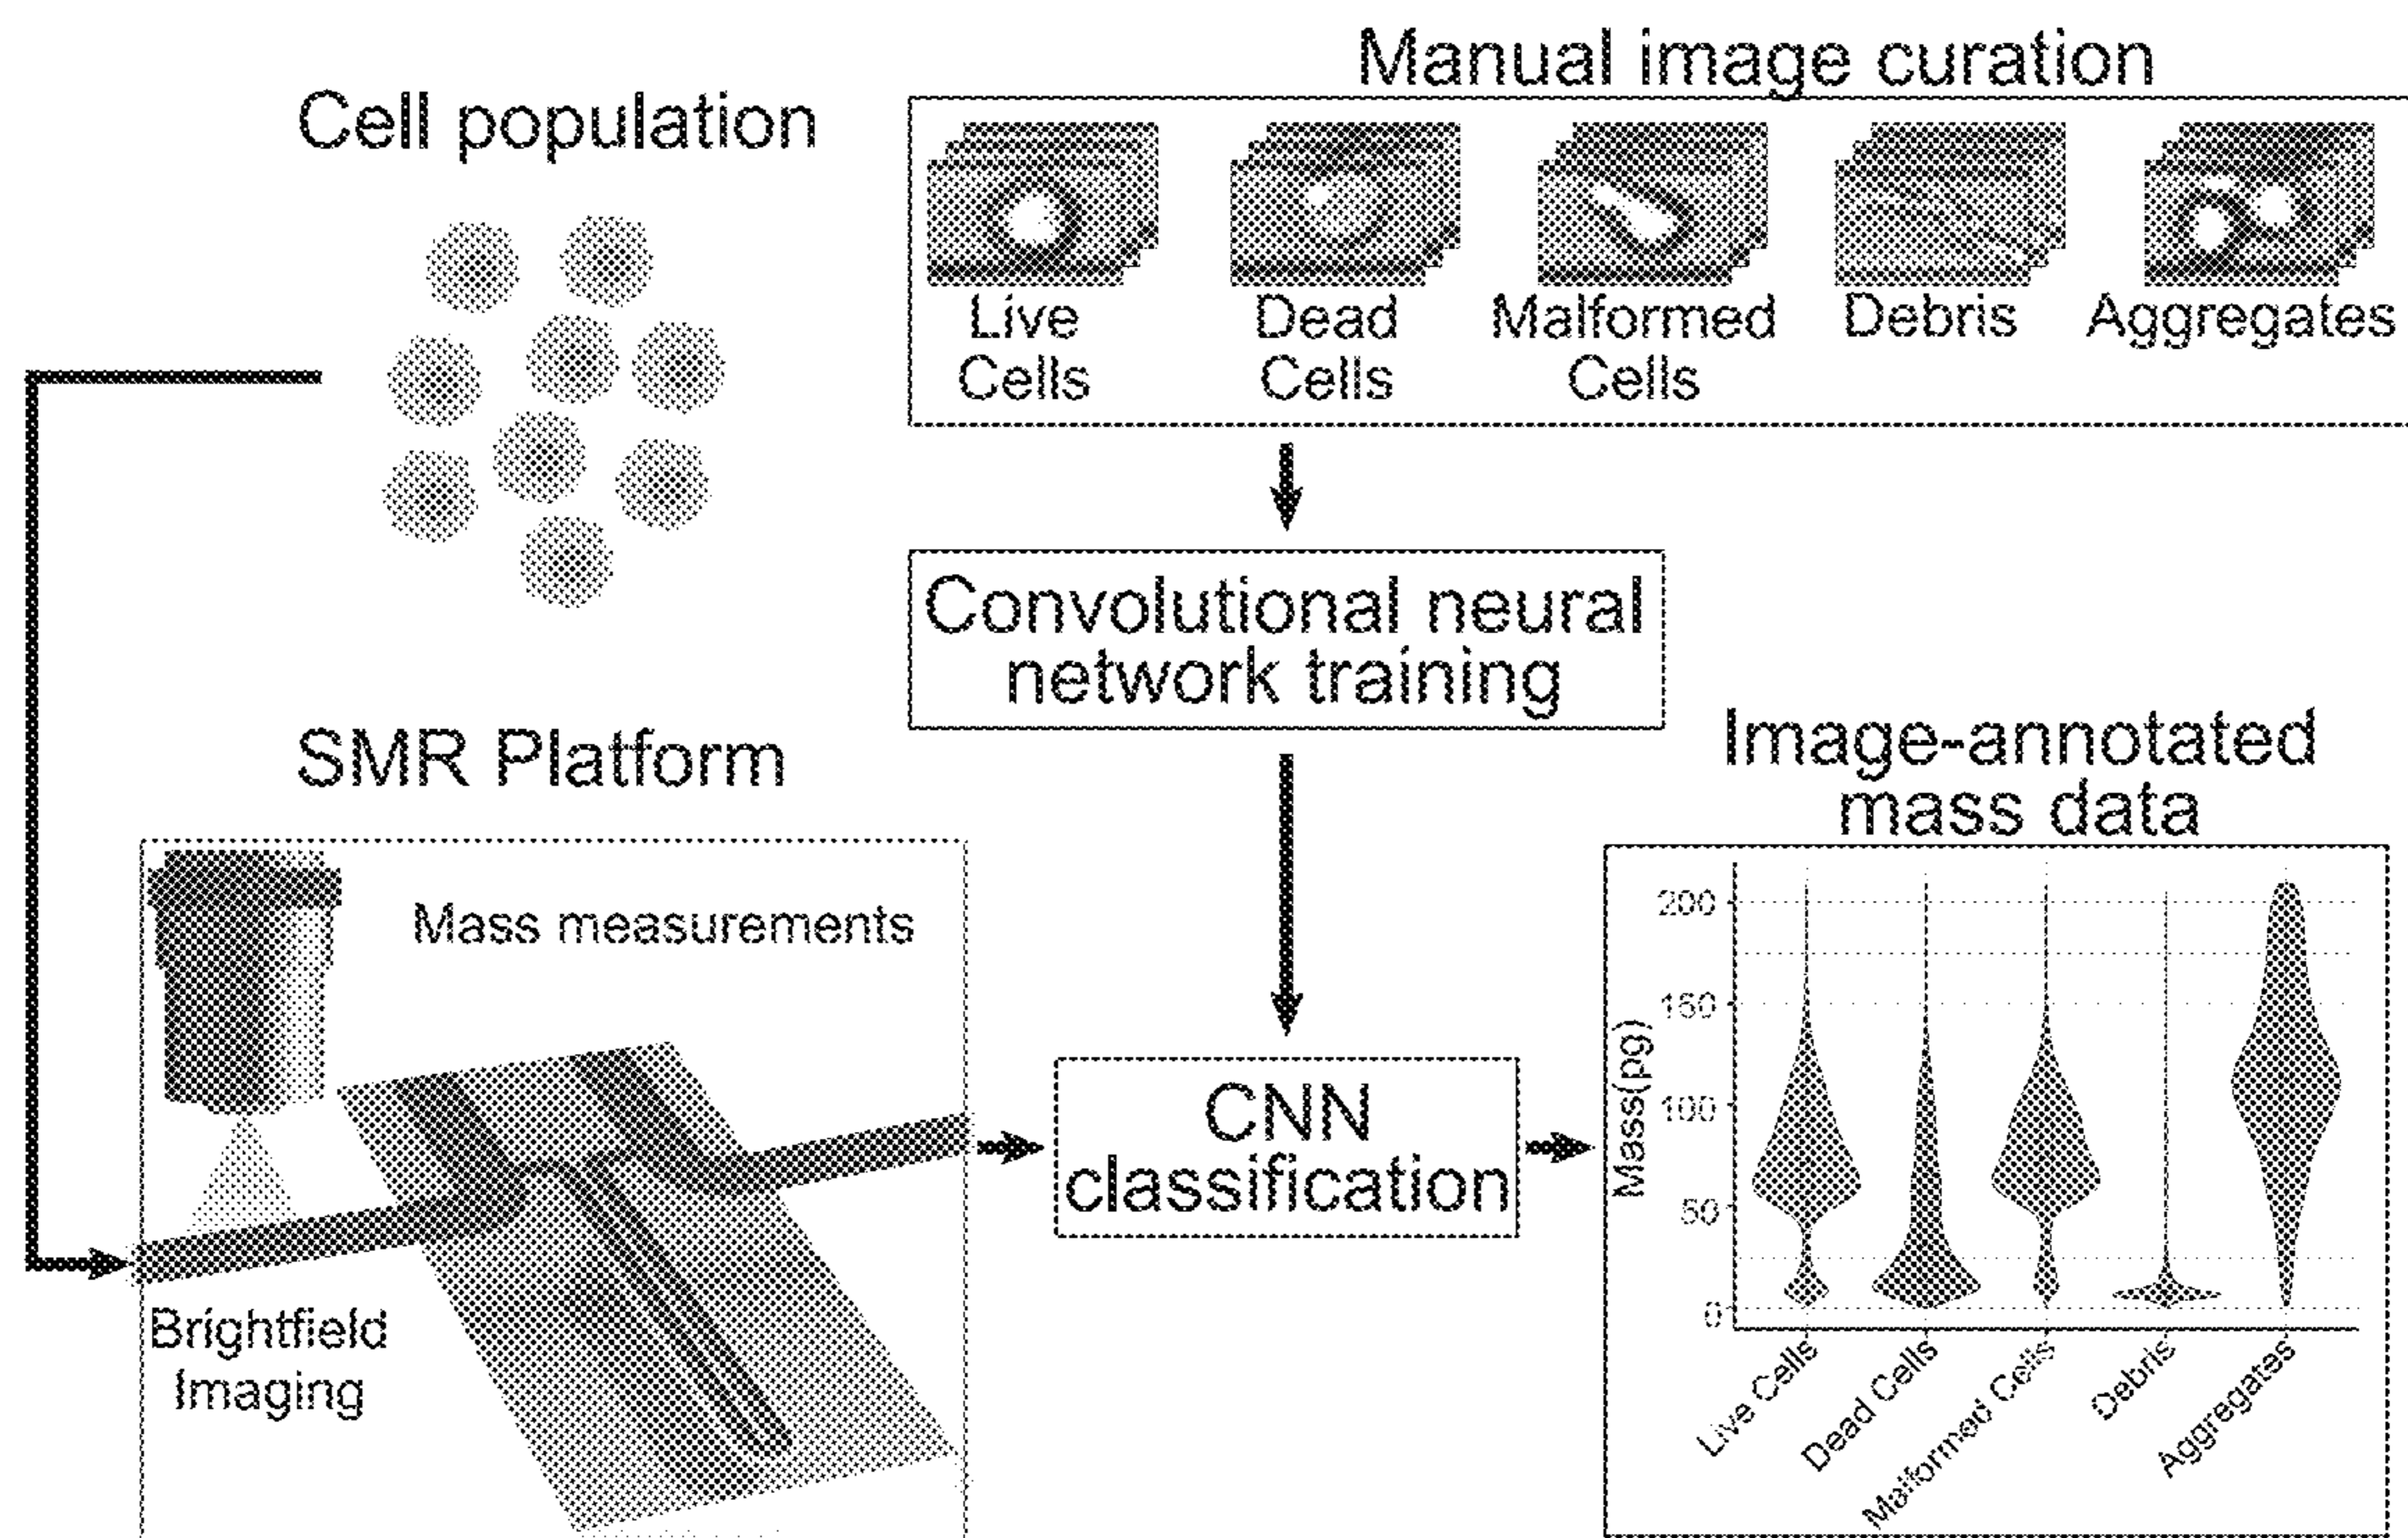 Cell population
Manual image curation
Live
Cells
Dead
Cells
Malformed
Cells
Debris
Aggregates
Convolutional neural
network training
SMR Platform
Mass measurements
Brightfield
Imaging
CNN
classification
Image-annotated
mass data
Mass(pg)
200
150
100
50
0
Live Cells
Dead Cells
Malformed Cells
Debris
Aggregates